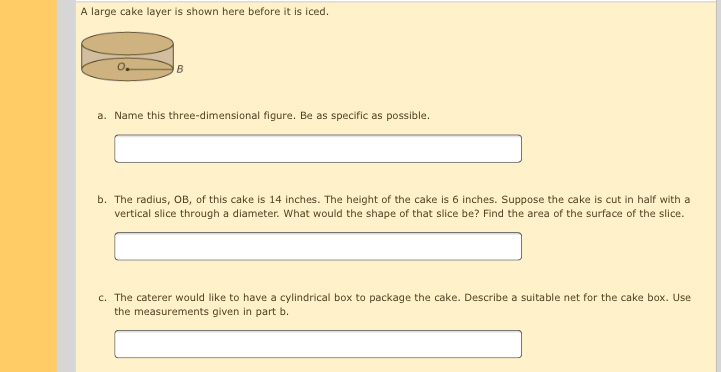 A large cake layer is shown here before it is iced.
O
B
a. Name this three-dimensional figure. Be as specific as possible.
b. The radius, OB, of this cake is 14 inches. The height of the cake is 6 inches. Suppose the cake is cut in half with a
vertical slice through a diameter. What would the shape of that slice be? Find the area of the surface of the slice.
c. The caterer would like to have a cylindrical box to package the cake. Describe a suitable net for the cake box. Use
the measurements given in part b.